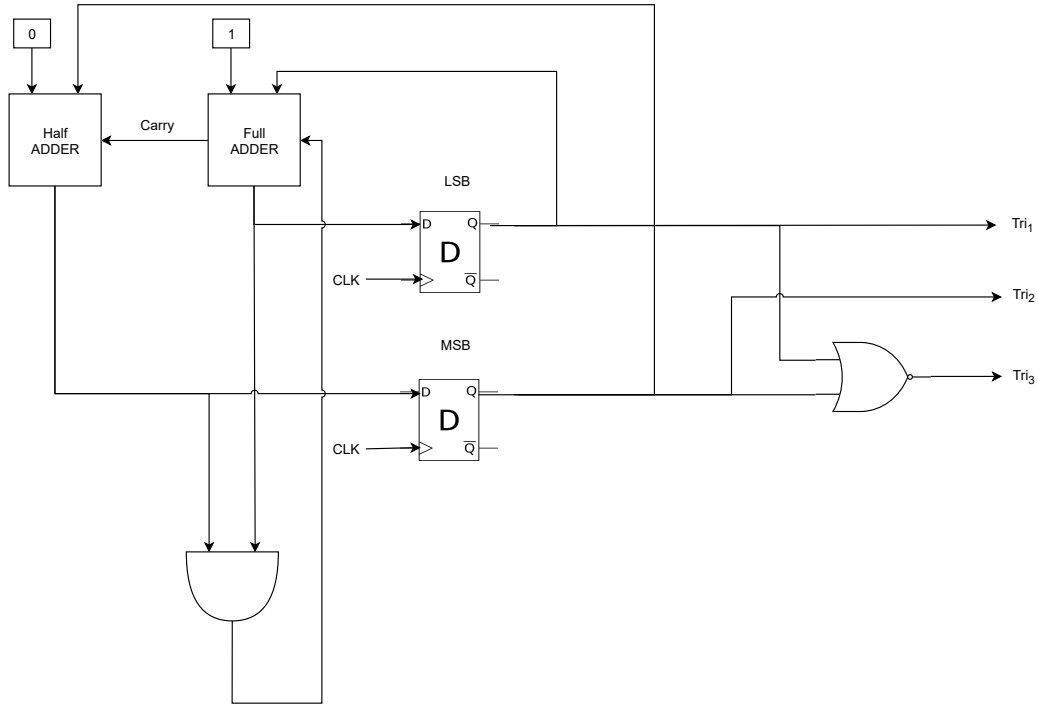 0
1
Half
ADDER
Carry
Full
ADDER
LSB
D
Q
D
CLK
Q
Tri1
Tri2
MSB
D
Q
D
CLK
Q
Tri3